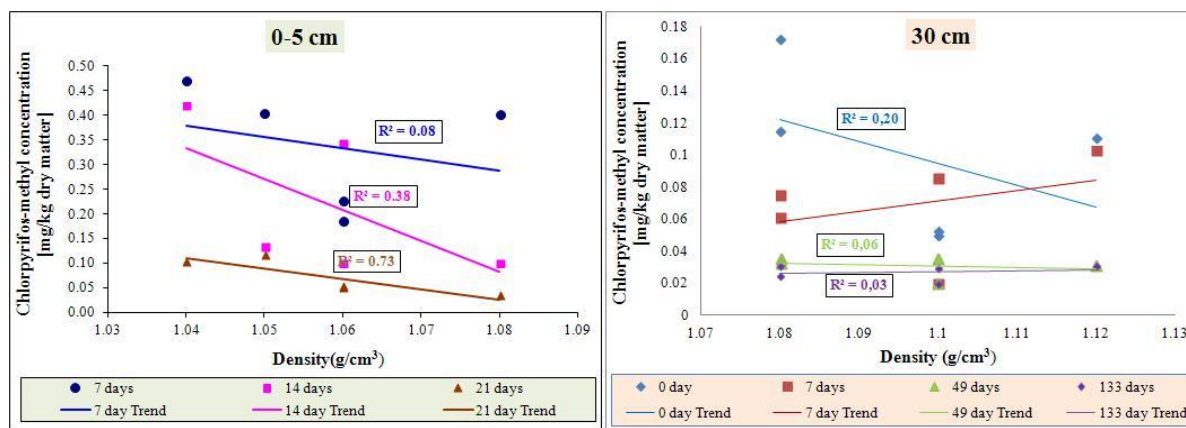 0-5 cm
Chlorpyrifos-methyl concentration
[mg/kg dry matter]
0.50
0.45
0.40
0.35
0.30
0.25
0.20
0.15
0.10
0.05
0.00
R² = 0.08
R² = 0.38
R² = 0.73
1.03 1.04 1.05 1.06 1.07 1.08 1.09
Density(g/cm³)
7 days 14 days 21 days
7 day Trend 14 day Trend 21 day Trend
30 cm
Chlorpyrifos-methyl concentration
[mg/kg dry matter]
0.18
0.16
0.14
0.12
0.1
0.08
0.06
0.04
0.02
0
R² = 0,20
R² = 0,06
R² = 0,03
1.07 1.08 1.09 1.1 1.11 1.12 1.13
Density (g/cm³)
0 day 7 days 49 days 133 days
0 day Trend 7 day Trend 49 day Trend 133 day Trend